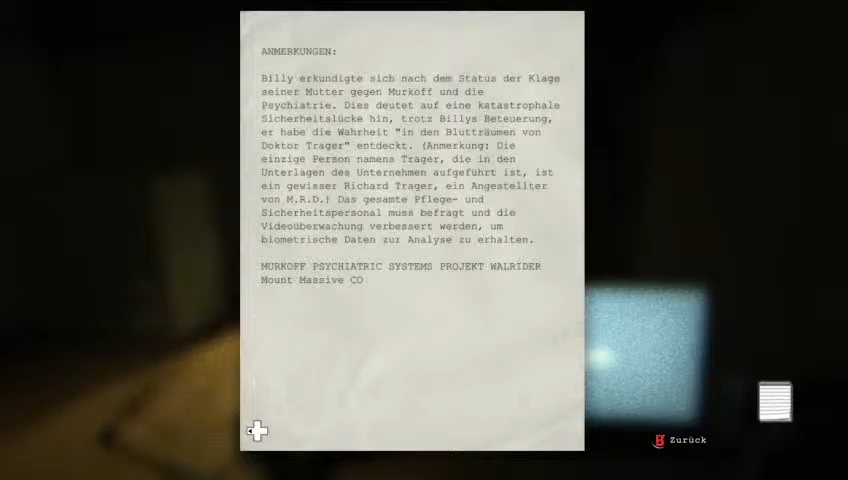 ANMERKUNGEN:
Billy erkundigte sich nach dem Status der Klage
seiner Mutter gegen Murkoff und die
Psychiatrie. Dies deutet auf eine katastrophale
Sicherheitslücke hin, trotz Billys Beteuerung,
er habe die Wahrheit "in den Blutträumen von
Doktor Trager" entdeckt. (Anmerkung: Die
einzige Person namens Trager, die in den
Unterlagen des Unternehmen aufgeführt ist, ist
ein gewisser Richard Trager, ein Angestellter
von M.R.D.) Das gesamte Pflege- und
Sicherheitspersonal muss befragt und die
Videoüberwachung verbessert werden, um
biometrische Daten zur Analyse zu erhalten.
MURKOFF PSYCHIATRIC SYSTEMS PROJEKT WALRIDER
Mount Massive CO
B Zurück